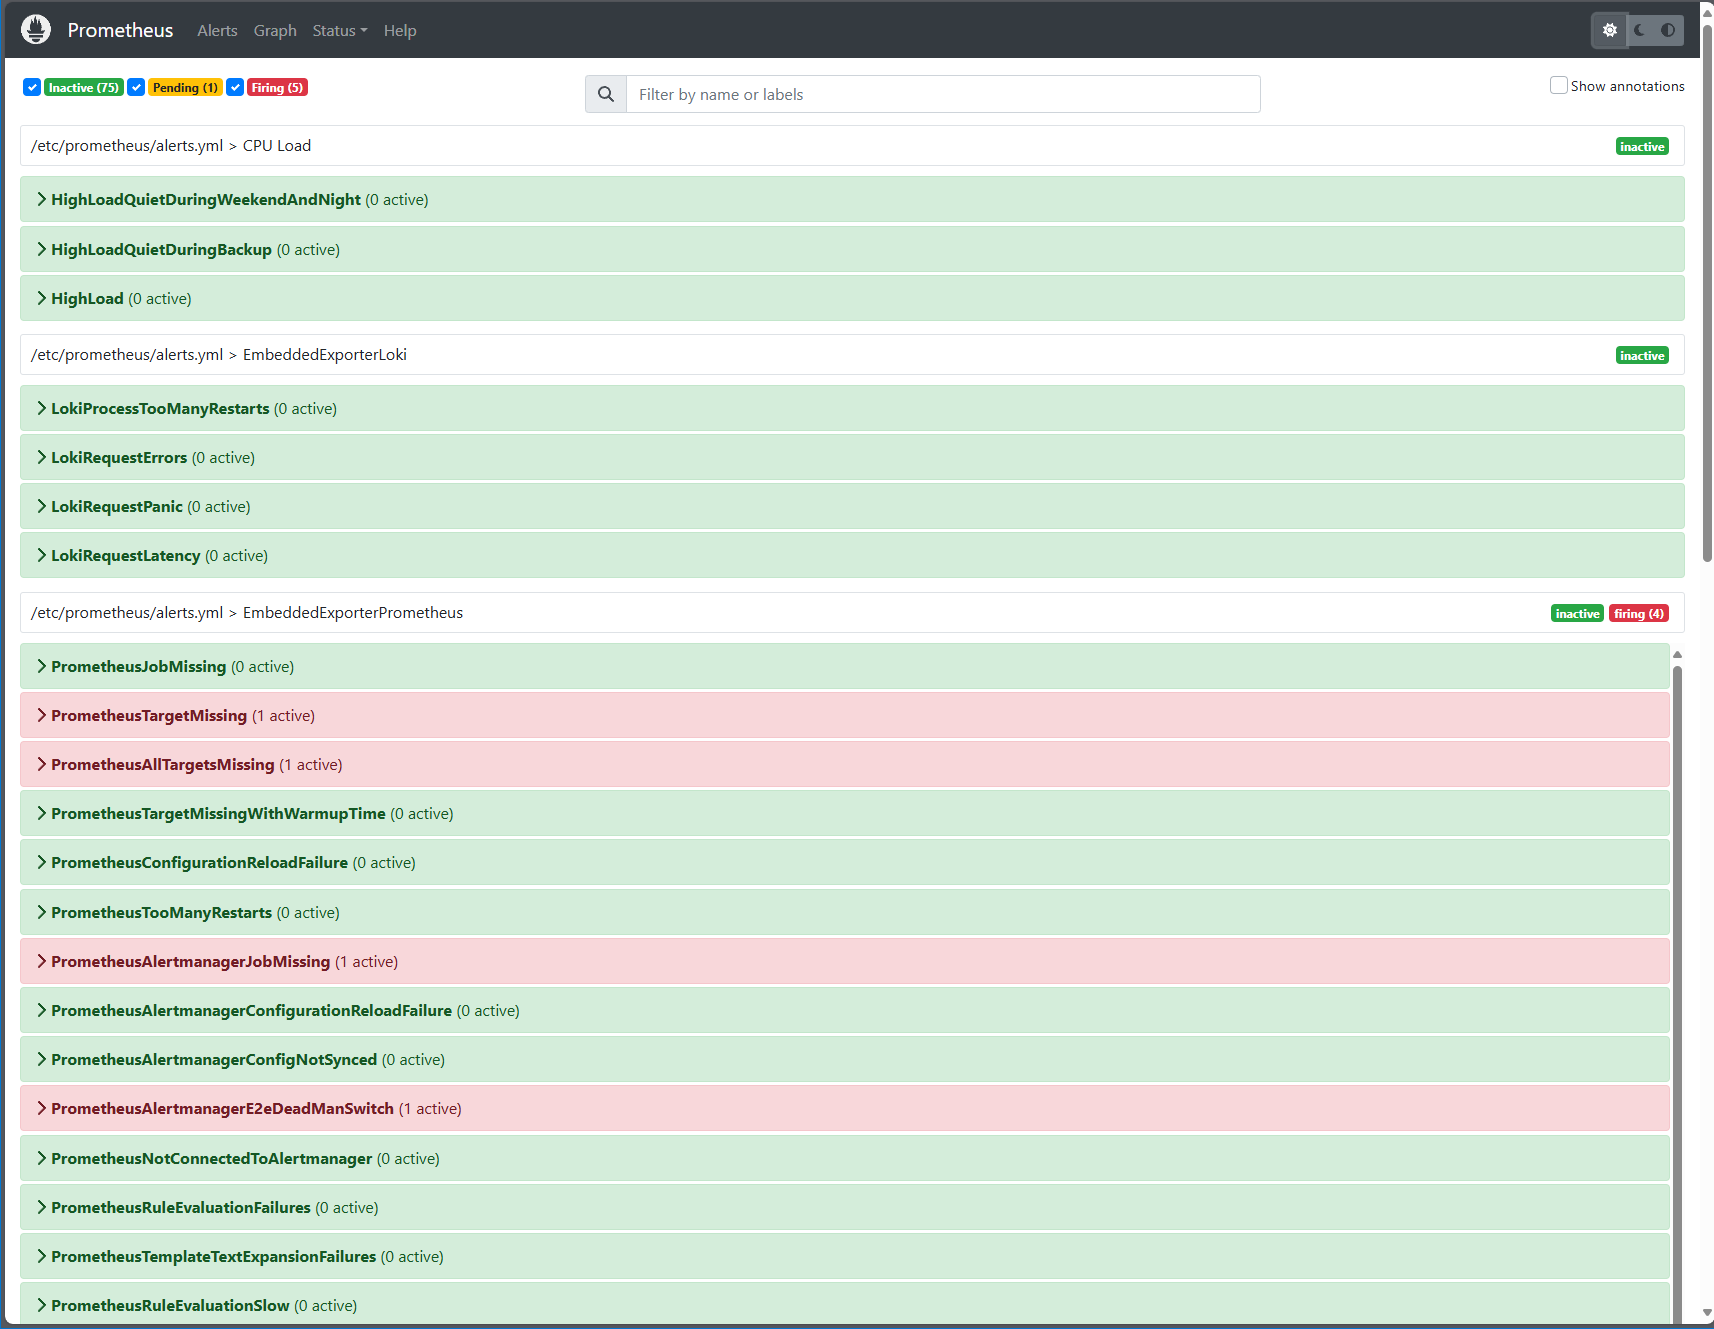 Prometheus Alerts Graph Status Help
Inactive (75) Pending (1) Firing (5) Filter by name or labels Show annotations
/etc/prometheus/alerts.yml > CPU Load inactive
HighLoadQuietDuringWeekendAndNight (0 active)
HighLoadQuietDuringBackup (0 active)
HighLoad (0 active)
/etc/prometheus/alerts.yml > EmbeddedExporterLoki inactive
LokiProcessTooManyRestarts (0 active)
LokiRequestErrors (0 active)
LokiRequestPanic (0 active)
LokiRequestLatency (0 active)
/etc/prometheus/alerts.yml > EmbeddedExporterPrometheus inactive firing (4)
PrometheusJobMissing (0 active)
PrometheusTargetMissing (1 active)
PrometheusAllTargetsMissing (1 active)
PrometheusTargetMissingWithWarmupTime (0 active)
PrometheusConfigurationReloadFailure (0 active)
PrometheusTooManyRestarts (0 active)
PrometheusAlertmanagerJobMissing (1 active)
PrometheusAlertmanagerConfigurationReloadFailure (0 active)
PrometheusAlertmanagerConfigNotSynced (0 active)
PrometheusAlertmanagerE2eDeadManSwitch (1 active)
PrometheusNotConnectedToAlertmanager (0 active)
PrometheusRuleEvaluationFailures (0 active)
PrometheusTemplateTextExpansionFailures (0 active)
PrometheusRuleEvaluationSlow (0 active)